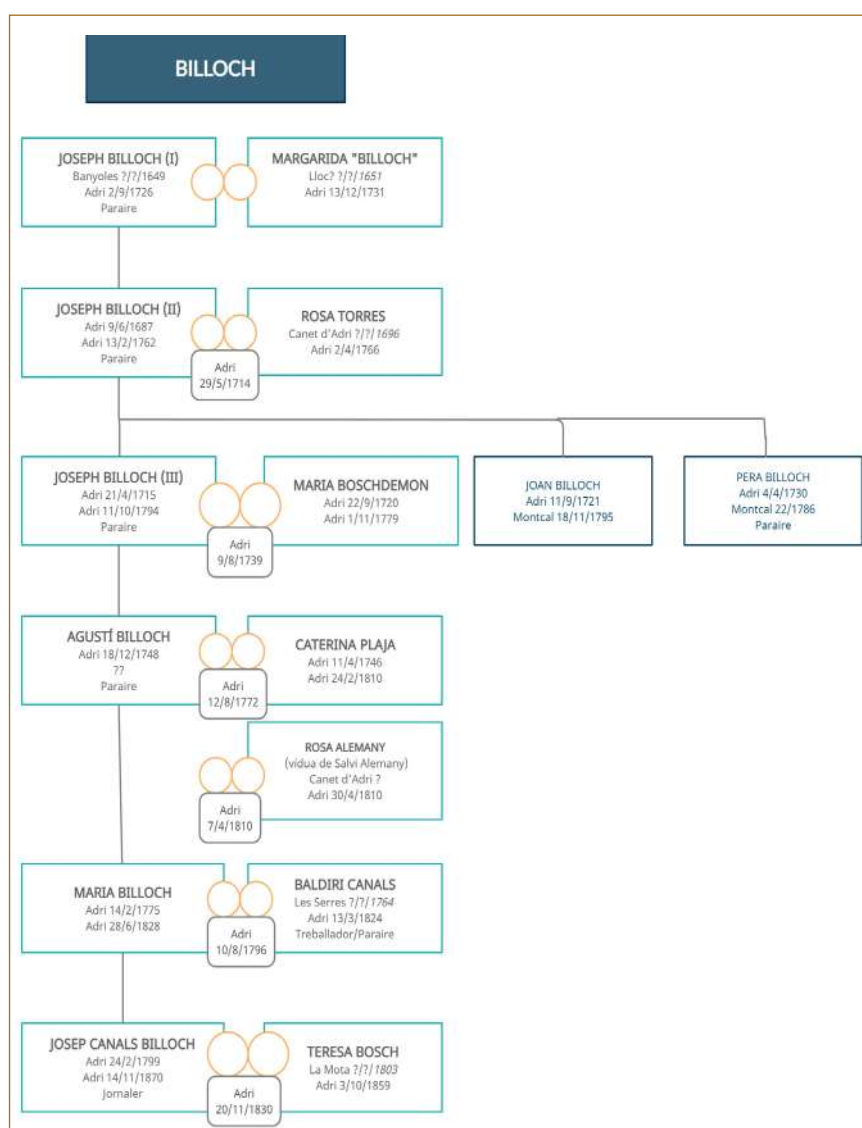 BILLOCH
JOSEPH BILLOCH (I)
Banyoles ?/?/1649
Adri 2/9/1726
Paraire
MARGARIDA "BILLOCH"
Lloc? ?/?/1651
Adri 13/12/1731
JOSEPH BILLOCH (II)
Adri 9/6/1687
Adri 13/2/1762
Paraire
ROSA TORRES
Canet d'Adri ?/?/1696
Adri 2/4/1766
Adri
29/5/1714
JOSEPH BILLOCH (III)
Adri 21/4/1715
Adri 11/10/1794
Paraire
MARIA BOSCHDEMON
Adri 22/9/1720
Adri 1/11/1779
Adri
9/8/1739
JOAN BILLOCH
Adri 11/9/1721
Montcal 18/11/1795
PERA BILLOCH
Adri 4/4/1730
Montcal 22/1786
Paraire
AGUSTÍ BILLOCH
Adri 18/12/1748
??
Paraire
CATERINA PLAJA
Adri 11/4/1746
Adri 24/2/1810
Adri
12/8/1772
ROSA ALEMANY
(vídua de Salvi Alemany)
Canet d'Adri ?
Adri 30/4/1810
Adri
7/4/1810
MARIA BILLOCH
Adri 14/2/1775
Adri 28/6/1828
BALDIRI CANALS
Les Serres ?/?/1764
Adri 13/3/1824
Treballador/Paraire
Adri
10/8/1796
JOSEP CANALS BILLOCH
Adri 24/2/1799
Adri 14/11/1870
Jornaler
TERESA BOSCH
La Mota ?/?/1803
Adri 3/10/1859
Adri
20/11/1830